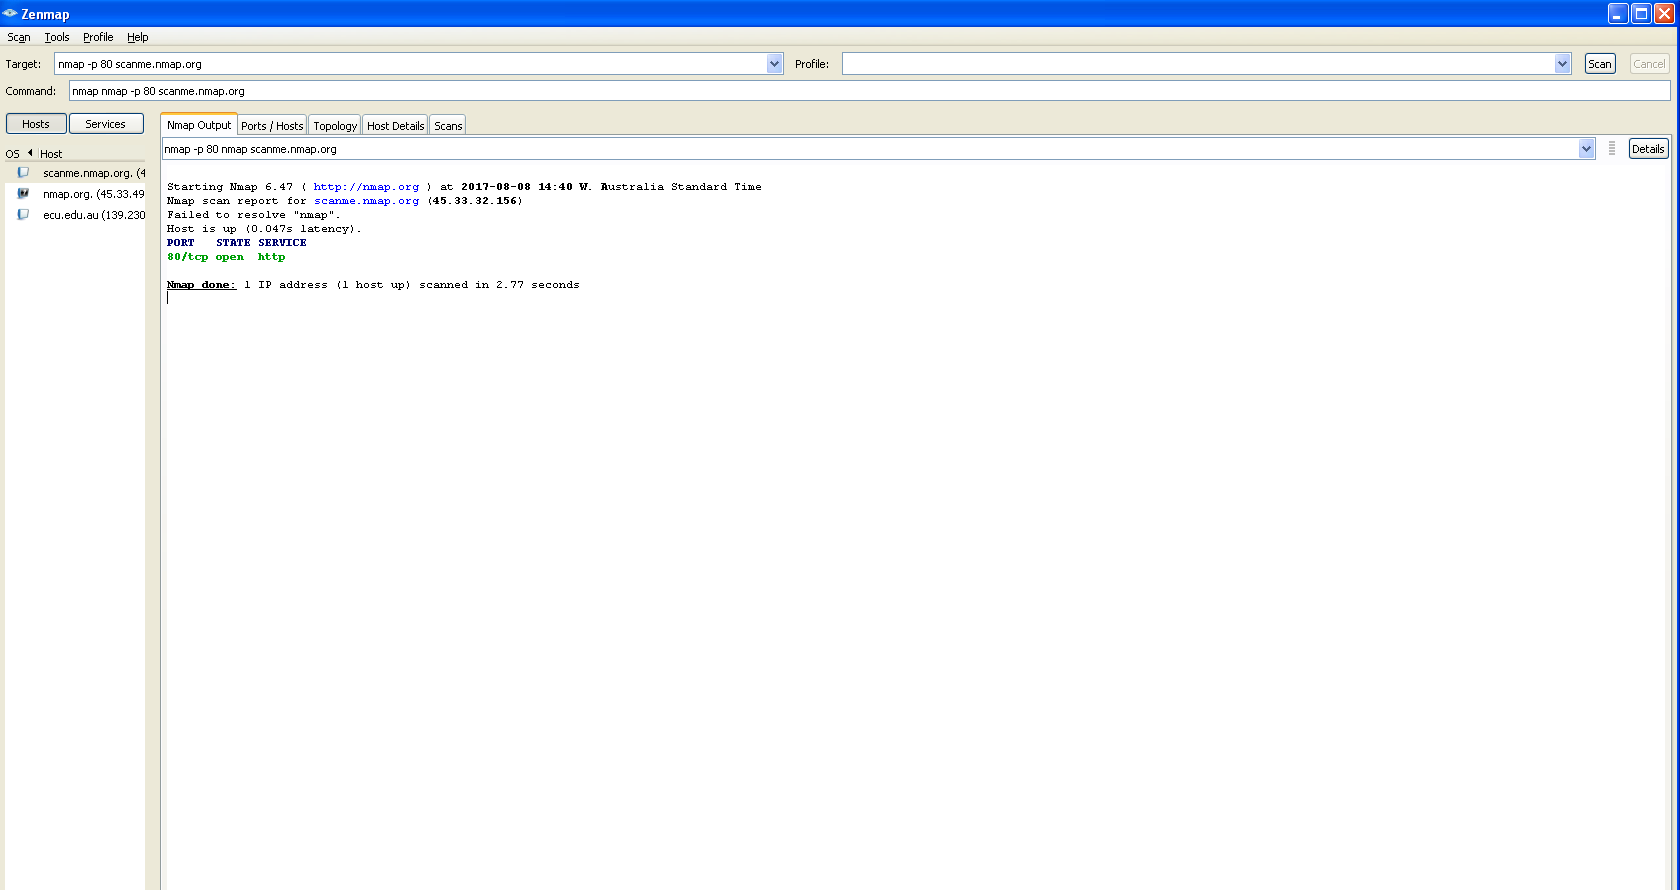 Zenmap
Scan Tools Profile Help
Target: nmap -p 80 scanme.nmap.org Profile: Scan Cancel
Command: nmap nmap -p 80 scanme.nmap.org
Hosts Services Nmap Output Ports / Hosts Topology Host Details Scans
nmap -p 80 nmap scanme.nmap.org Details
OS Host
scanme.nmap.org. (4
nmap.org. (45.33.49
ecu.edu.au (139.230
Starting Nmap 6.47 ( http://nmap.org ) at 2017-08-08 14:40 W. Australia Standard Time
Nmap scan report for scanme.nmap.org (45.33.32.156)
Failed to resolve "nmap".
Host is up (0.047s latency).
PORT STATE SERVICE
80/tcp open http
Nmap done: 1 IP address (1 host up) scanned in 2.77 seconds